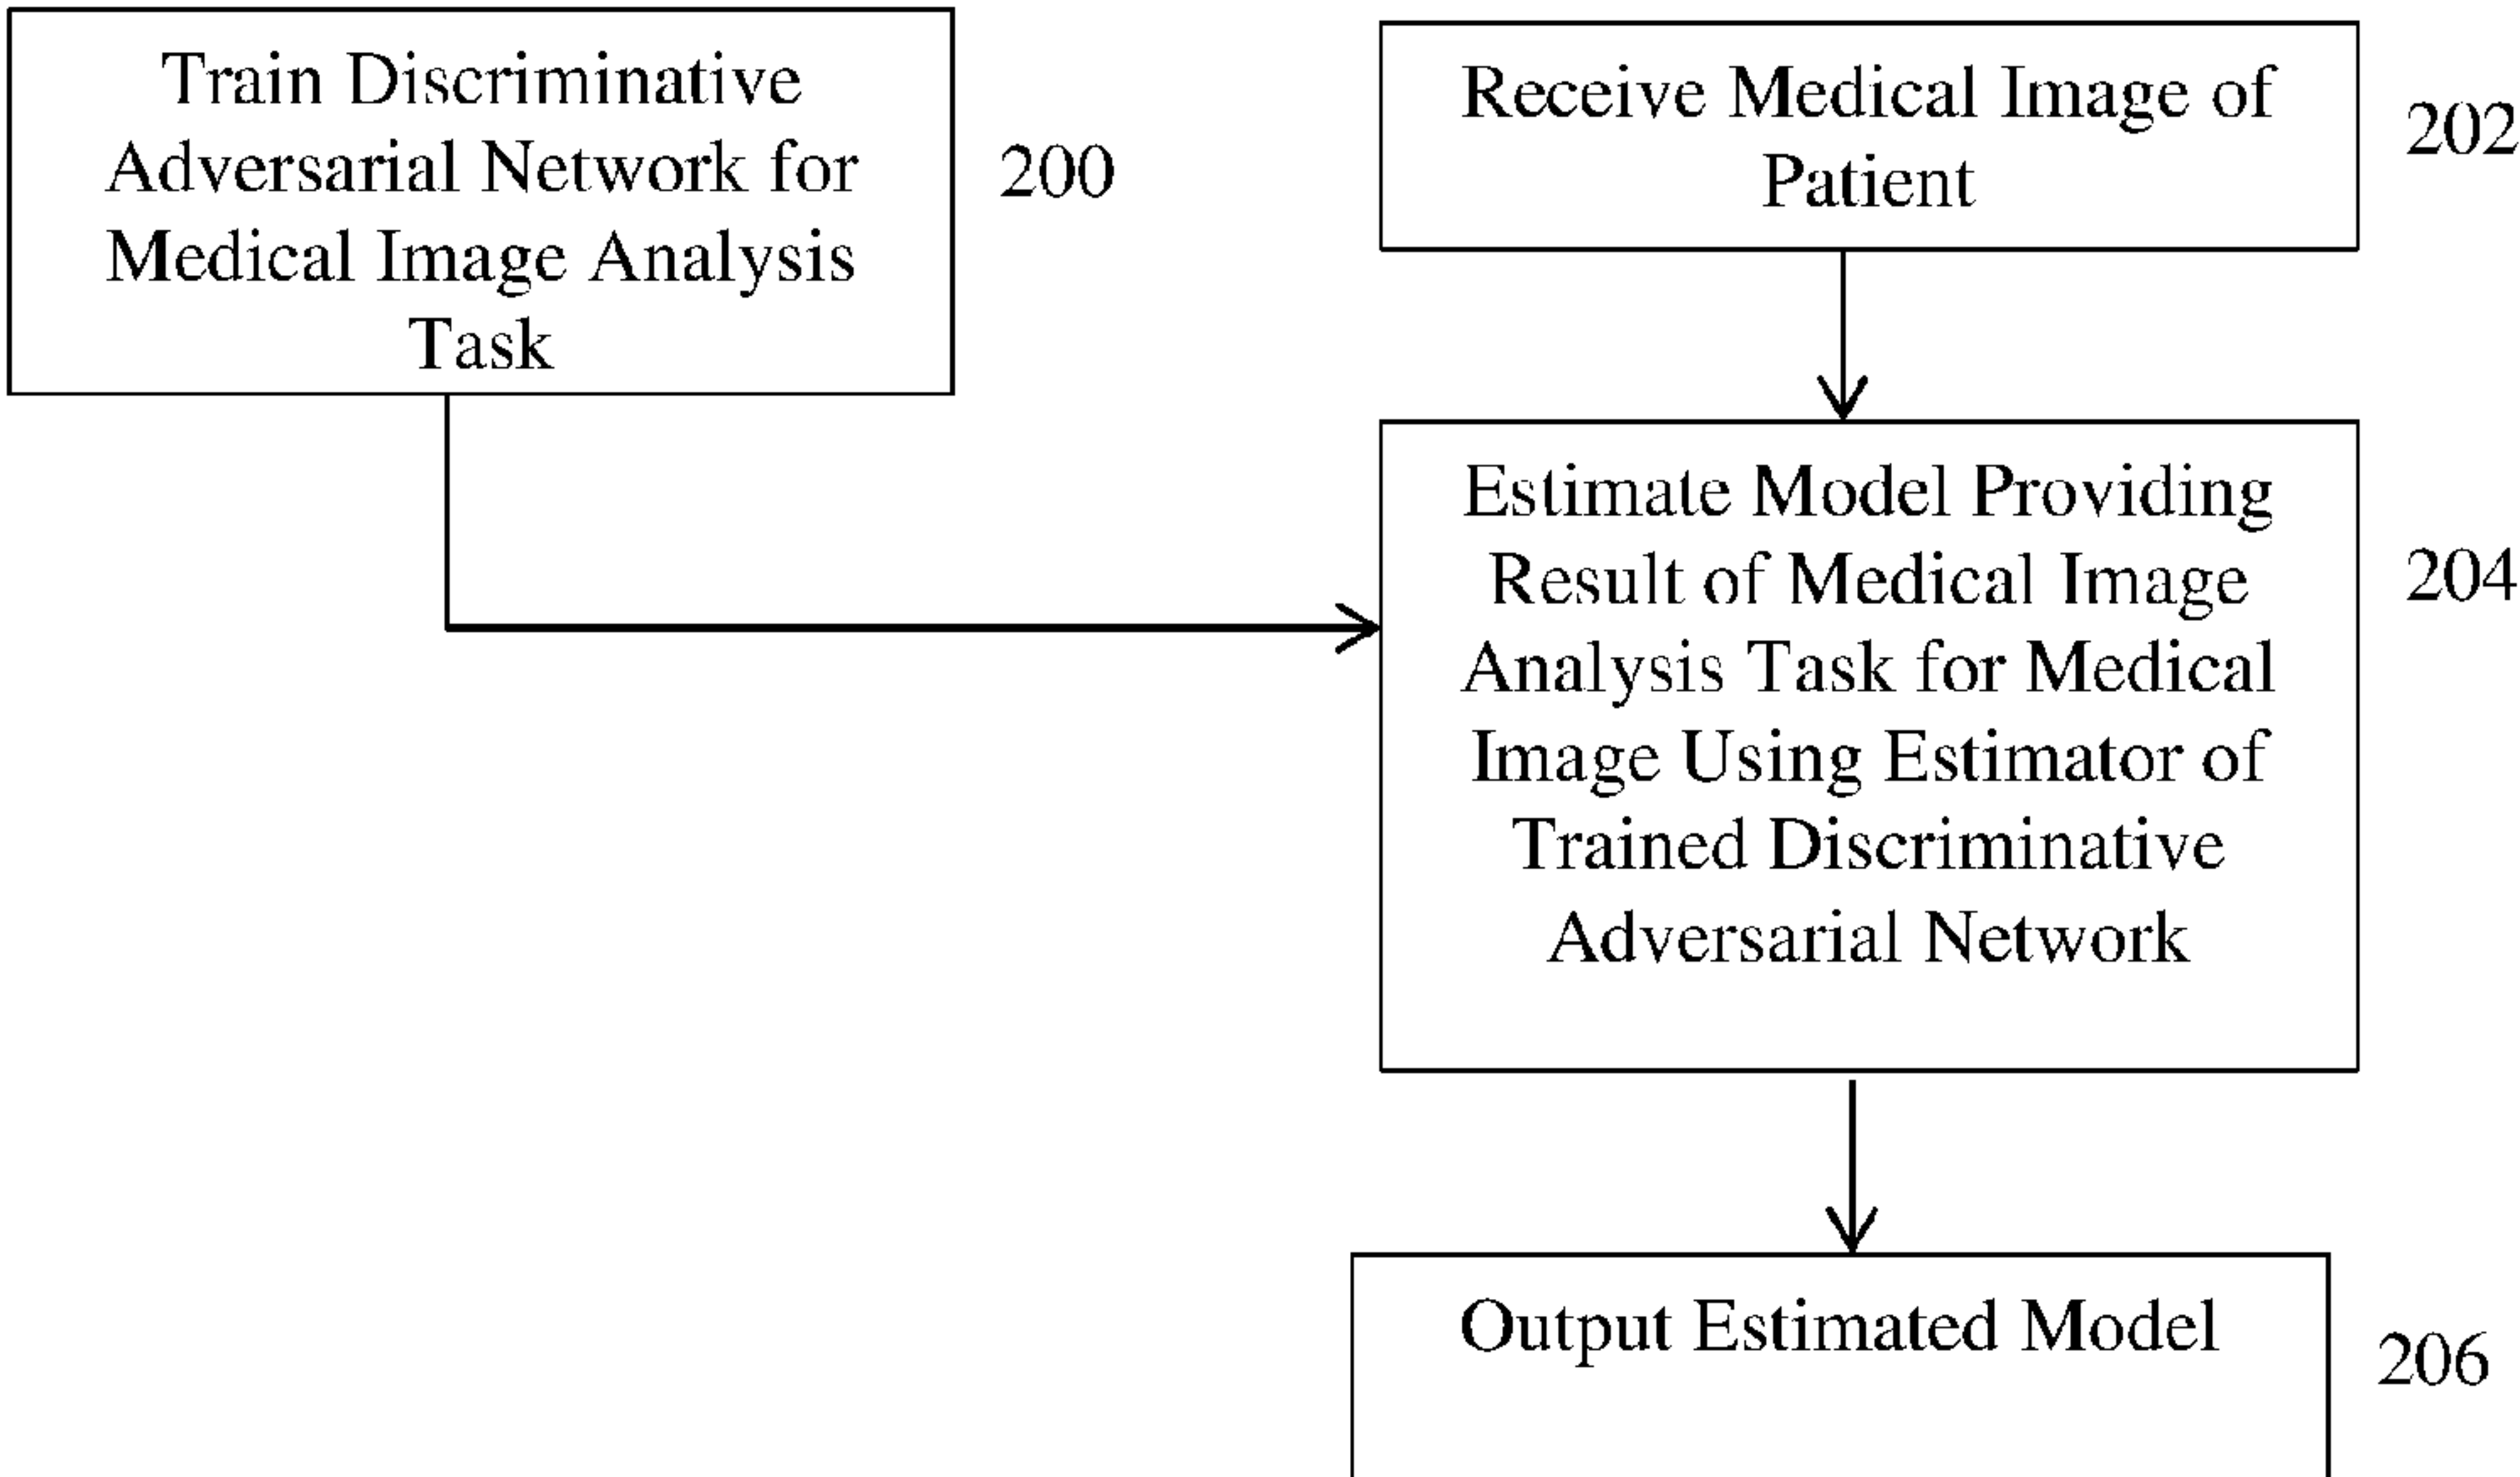 Train Discriminative
Adversarial Network for
Medical Image Analysis
Task
200
Receive Medical Image of
Patient
202
Estimate Model Providing
Result of Medical Image
Analysis Task for Medical
Image Using Estimator of
Trained Discriminative
Adversarial Network
204
Output Estimated Model
206